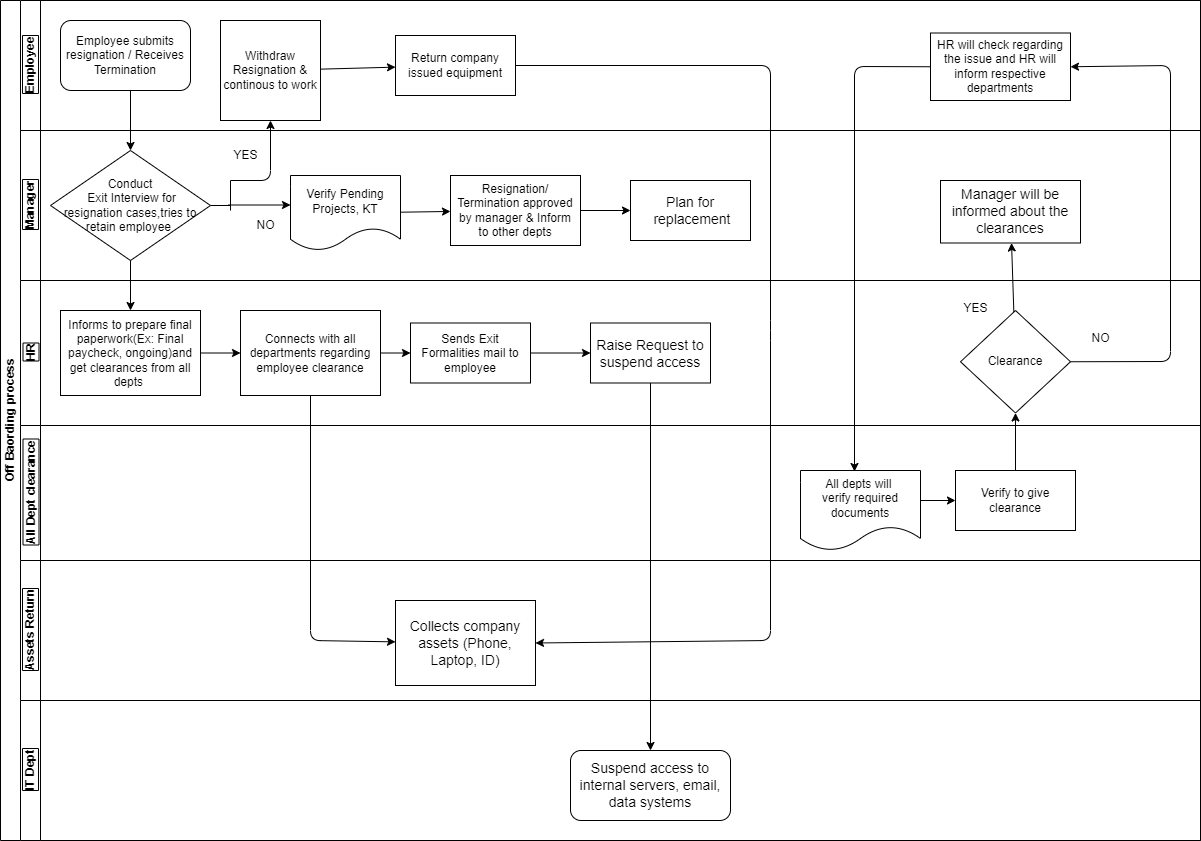 Off Baording process
Employee
Employee submits
resignation / Receives
Termination
Withdraw
Resignation &
continous to work
Return company
issued equipment
HR will check regarding
the issue and HR will
inform respective
departments
Manager
Conduct
Exit Interview for
resignation cases,tries to
retain employee
YES
NO
Verify Pending
Projects, KT
Resignation/
Termination approved
by manager & Inform
to other depts
Plan for
replacement
Manager will be
informed about the
clearances
HR
Informs to prepare final
paperwork(Ex: Final
paycheck, ongoing)and
get clearances from all
depts
Connects with all
departments regarding
employee clearance
Sends Exit
Formalities mail to
employee
Raise Request to
suspend access
YES
Clearance
NO
All Dept clearance
All depts will
verify required
documents
Verify to give
clearance
Assets Return
Collects company
assets (Phone,
Laptop, ID)
IT Dept
Suspend access to
internal servers, email,
data systems